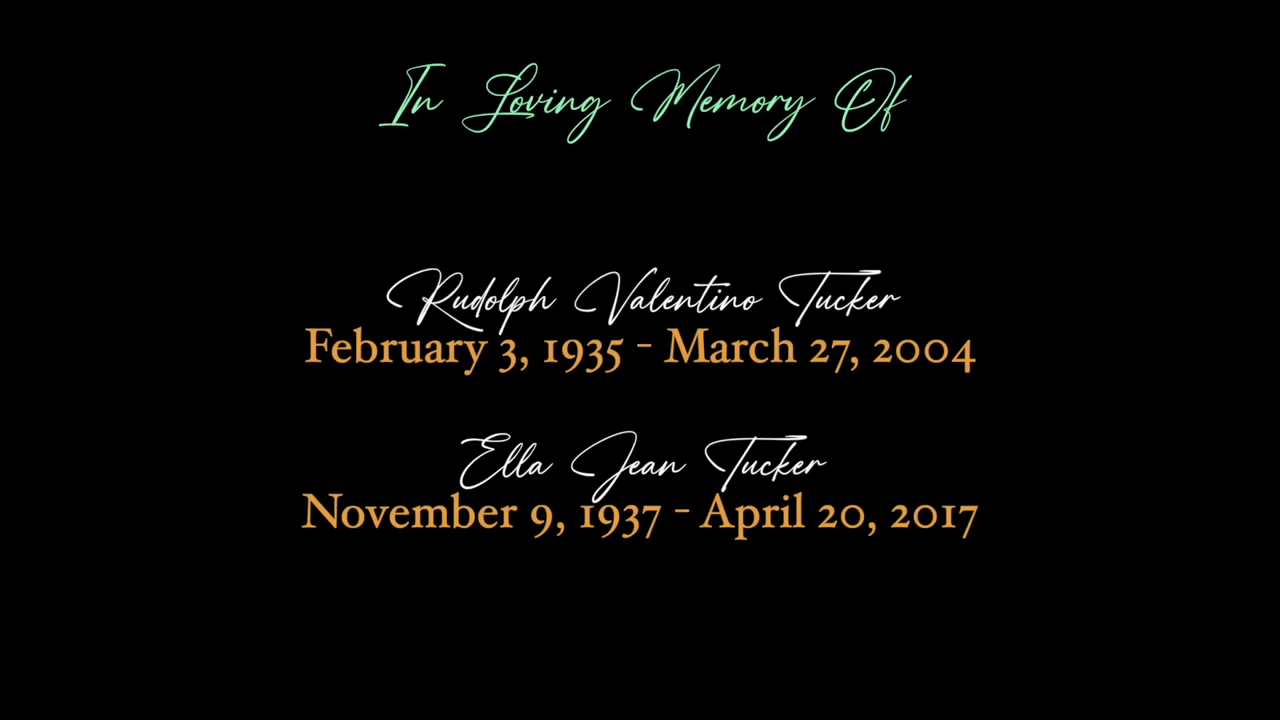 In Loving Memory Of
Rudolph Valentino Tucker
February 3, 1935 - March 27, 2004
Ella Jean Tucker
November 9, 1937 - April 20, 2017